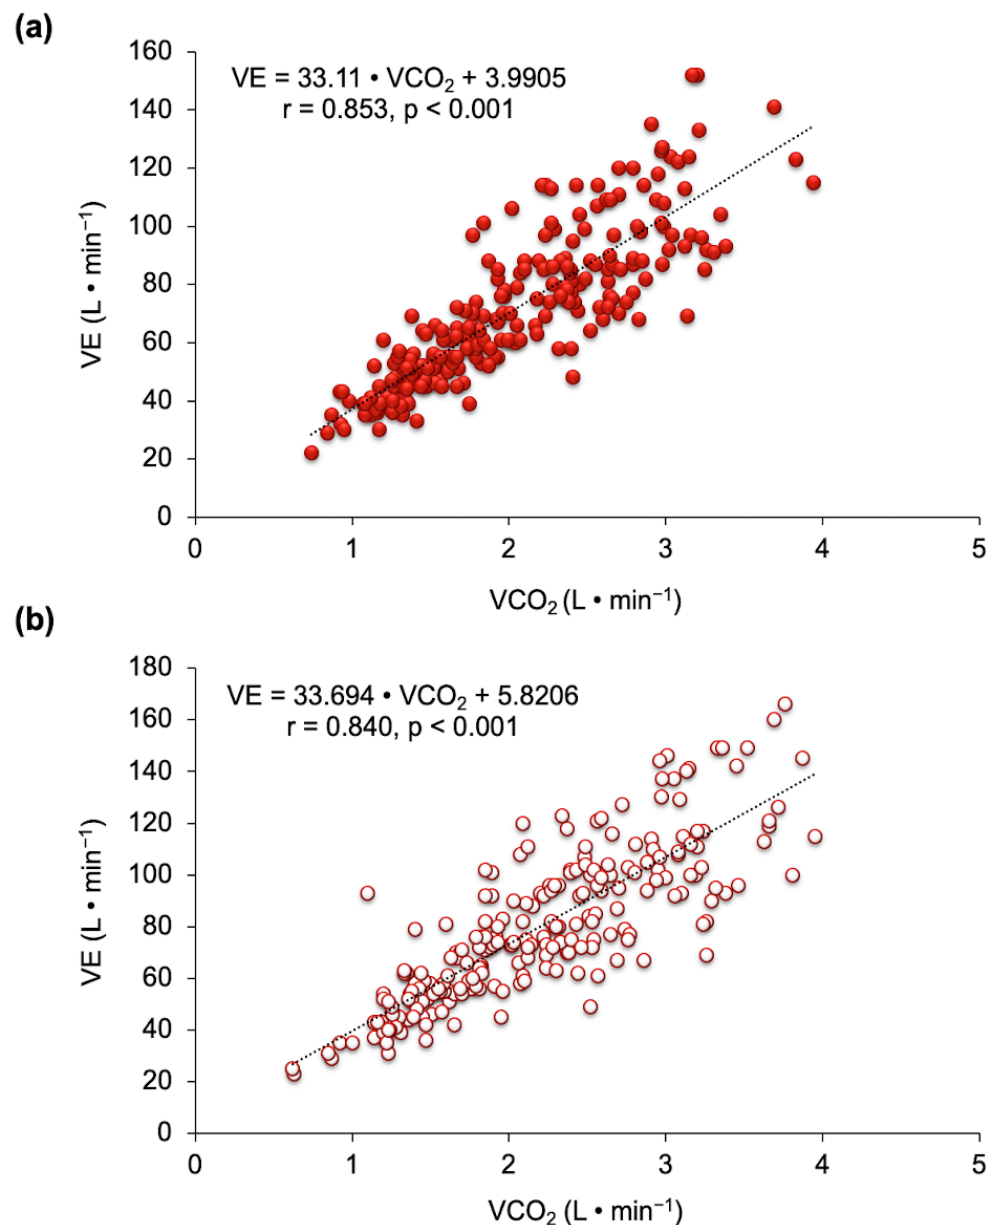 (a)
160
VE = 33.11 • VCO₂ + 3.9905
r = 0.853, p < 0.001
140
120
100
80
60
40
20
0
VE (L • min⁻¹)
0 1 2 3 4 5
VCO₂ (L • min⁻¹)
(b)
180
VE = 33.694 • VCO₂ + 5.8206
r = 0.840, p < 0.001
160
140
120
100
80
60
40
20
0
VE (L • min⁻¹)
0 1 2 3 4 5
VCO₂ (L • min⁻¹)